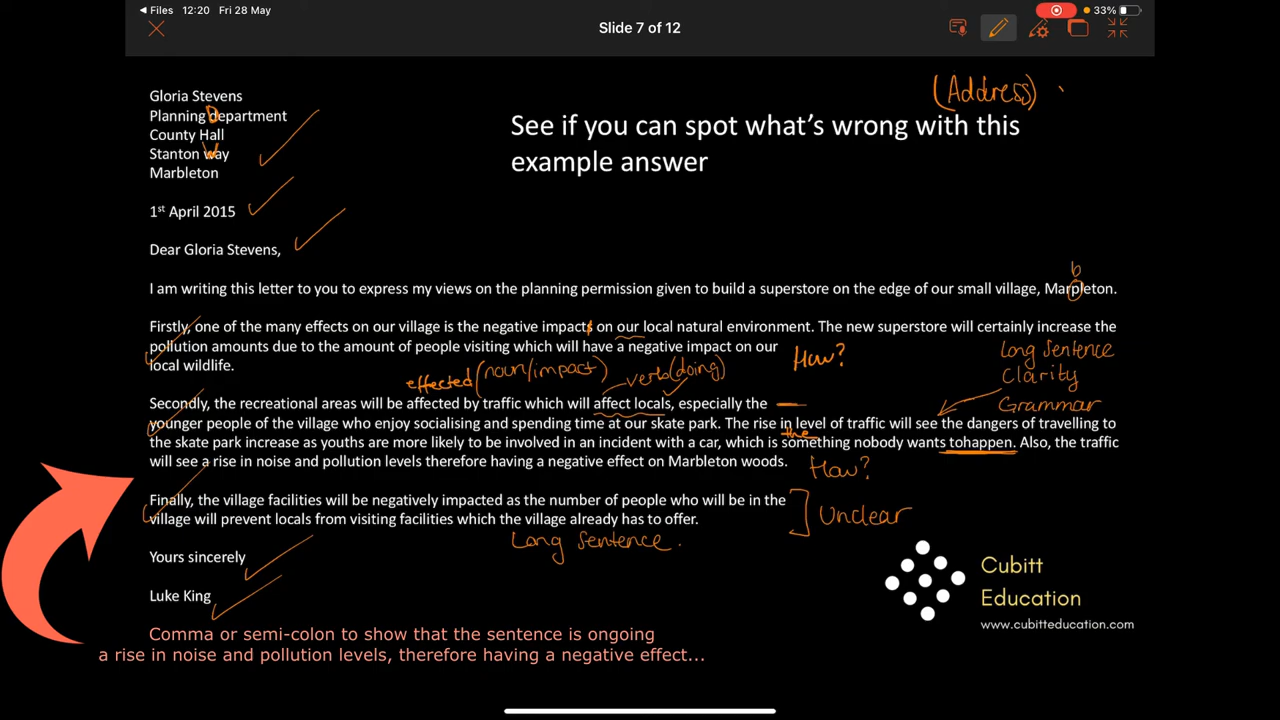 Files 12:20 Fri 28 May
33%
Slide 7 of 12
(Address)
Gloria Stevens
Planning Department
County Hall
Stanton Way
Marbleton
See if you can spot what's wrong with this
example answer
1st April 2015
Dear Gloria Stevens,
b
I am writing this letter to you to express my views on the planning permission given to build a superstore on the edge of our small village, Marpleton.
Firstly, one of the many effects on our village is the negative impacts on our local natural environment. The new superstore will certainly increase the
pollution amounts due to the amount of people visiting which will have a negative impact on our
local wildlife.
How?
Long Sentence
Clarity
Grammar
effected (noun/impact) verb (doing)
Secondly, the recreational areas will be affected by traffic which will affect locals, especially the
younger people of the village who enjoy socialising and spending time at our skate park. The rise in level of traffic will see the dangers of travelling to
the
the skate park increase as youths are more likely to be involved in an incident with a car, which is something nobody wants tohappen. Also, the traffic
will see a rise in noise and pollution levels therefore having a negative effect on Marbleton woods.
How?
Finally, the village facilities will be negatively impacted as the number of people who will be in the
village will prevent locals from visiting facilities which the village already has to offer.
Unclear
Long Sentence.
Yours sincerely
Luke King
Cubitt
Education
www.cubitteducation.com
Comma or semi-colon to show that the sentence is ongoing
a rise in noise and pollution levels, therefore having a negative effect...